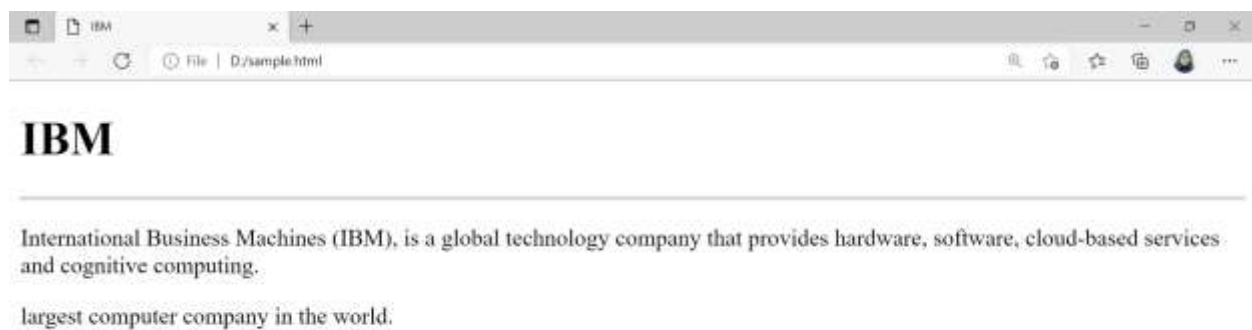 IBM
File | D:/sample.html
IBM
International Business Machines (IBM), is a global technology company that provides hardware, software, cloud-based services
and cognitive computing.
largest computer company in the world.